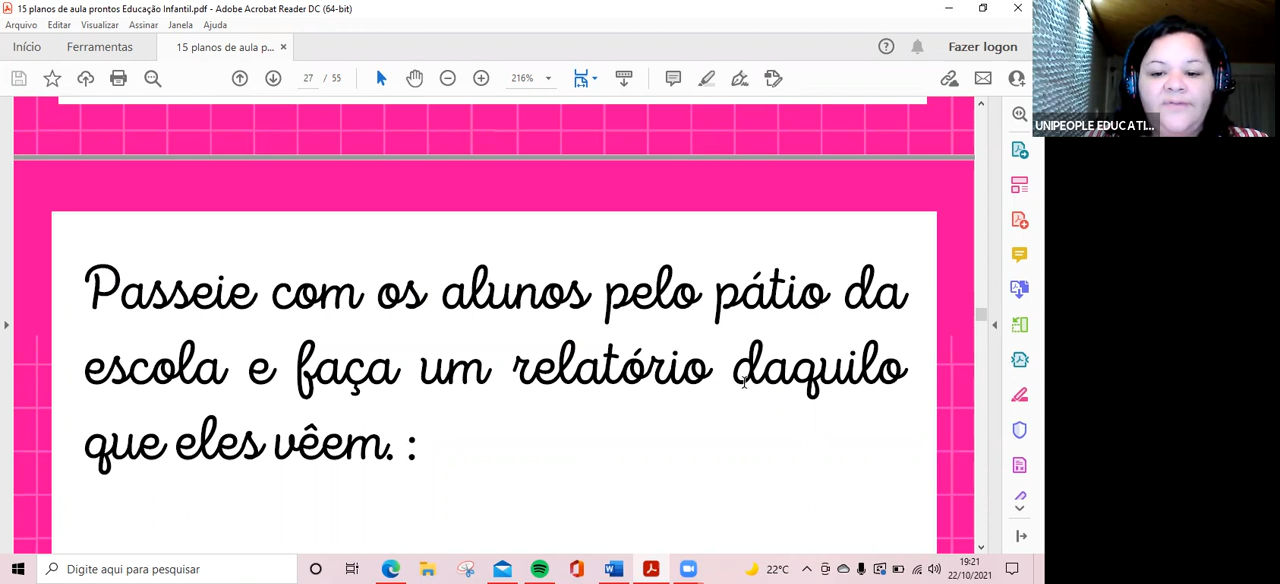 15 planos de aula prontos Educação Infantil.pdf - Adobe Acrobat Reader DC (64-bit)
Arquivo Editar Visualizar Assinar Janela Ajuda
Início Ferramentas 15 planos de aula p... × Fazer logon
27 / 55 216%
UNIPEOPLE EDUCATI...
Passeie com os alunos pelo pátio da
escola e faça um relatório daquilo
que eles vêem. :
Digite aqui para pesquisar
22°C
19:21
22/10/2021